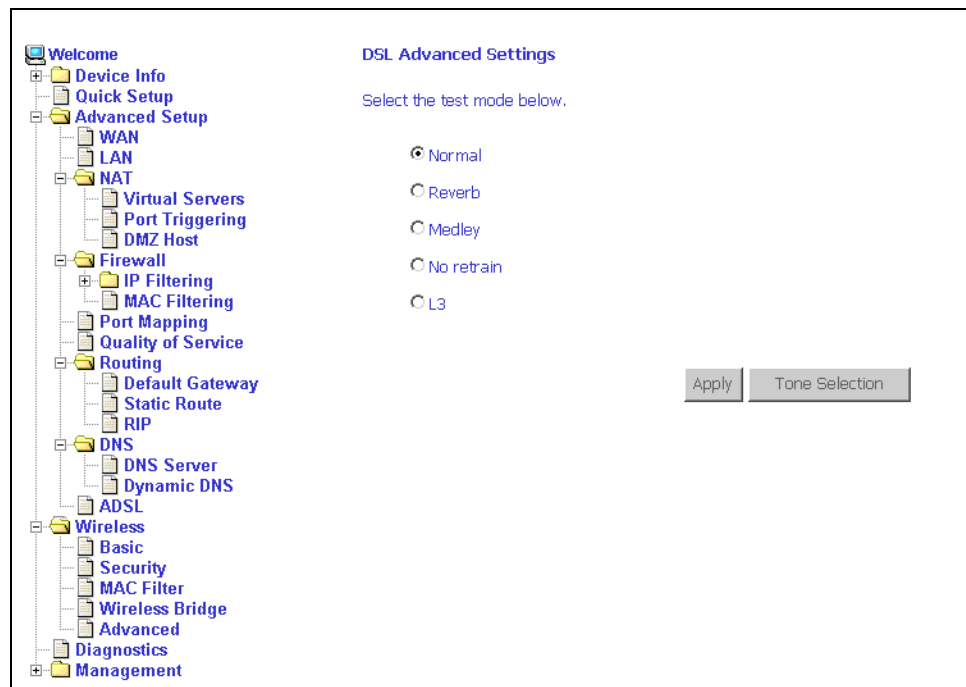 Welcome
Device Info
Quick Setup
Advanced Setup
WAN
LAN
NAT
Virtual Servers
Port Triggering
DMZ Host
Firewall
IP Filtering
MAC Filtering
Port Mapping
Quality of Service
Routing
Default Gateway
Static Route
RIP
DNS
DNS Server
Dynamic DNS
ADSL
Wireless
Basic
Security
MAC Filter
Wireless Bridge
Advanced
Diagnostics
Management
DSL Advanced Settings
Select the test mode below.
Normal
Reverb
Medley
No retrain
L3
Apply
Tone Selection